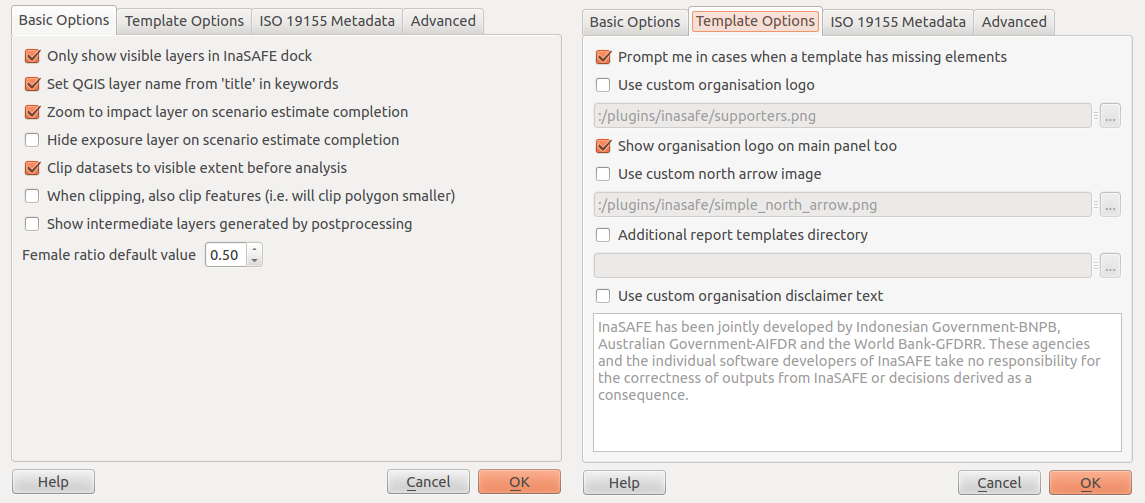 Basic Options
Template Options
ISO 19155 Metadata
Advanced
Only show visible layers in InaSAFE dock
Set QGIS layer name from 'title' in keywords
Zoom to impact layer on scenario estimate completion
Hide exposure layer on scenario estimate completion
Clip datasets to visible extent before analysis
When clipping, also clip features (i.e. will clip polygon smaller)
Show intermediate layers generated by postprocessing
Female ratio default value 0.50
Help
Cancel
OK
Basic Options
Template Options
ISO 19155 Metadata
Advanced
Prompt me in cases when a template has missing elements
Use custom organisation logo
:/plugins/inasafe/supporters.png
...
Show organisation logo on main panel too
Use custom north arrow image
:/plugins/inasafe/simple_north_arrow.png
...
Additional report templates directory
...
Use custom organisation disclaimer text
InaSAFE has been jointly developed by Indonesian Government-BNPB,
Australian Government-AIFDR and the World Bank-GFDRR. These agencies
and the individual software developers of InaSAFE take no responsibility for
the correctness of outputs from InaSAFE or decisions derived as a
consequence.
Help
Cancel
OK